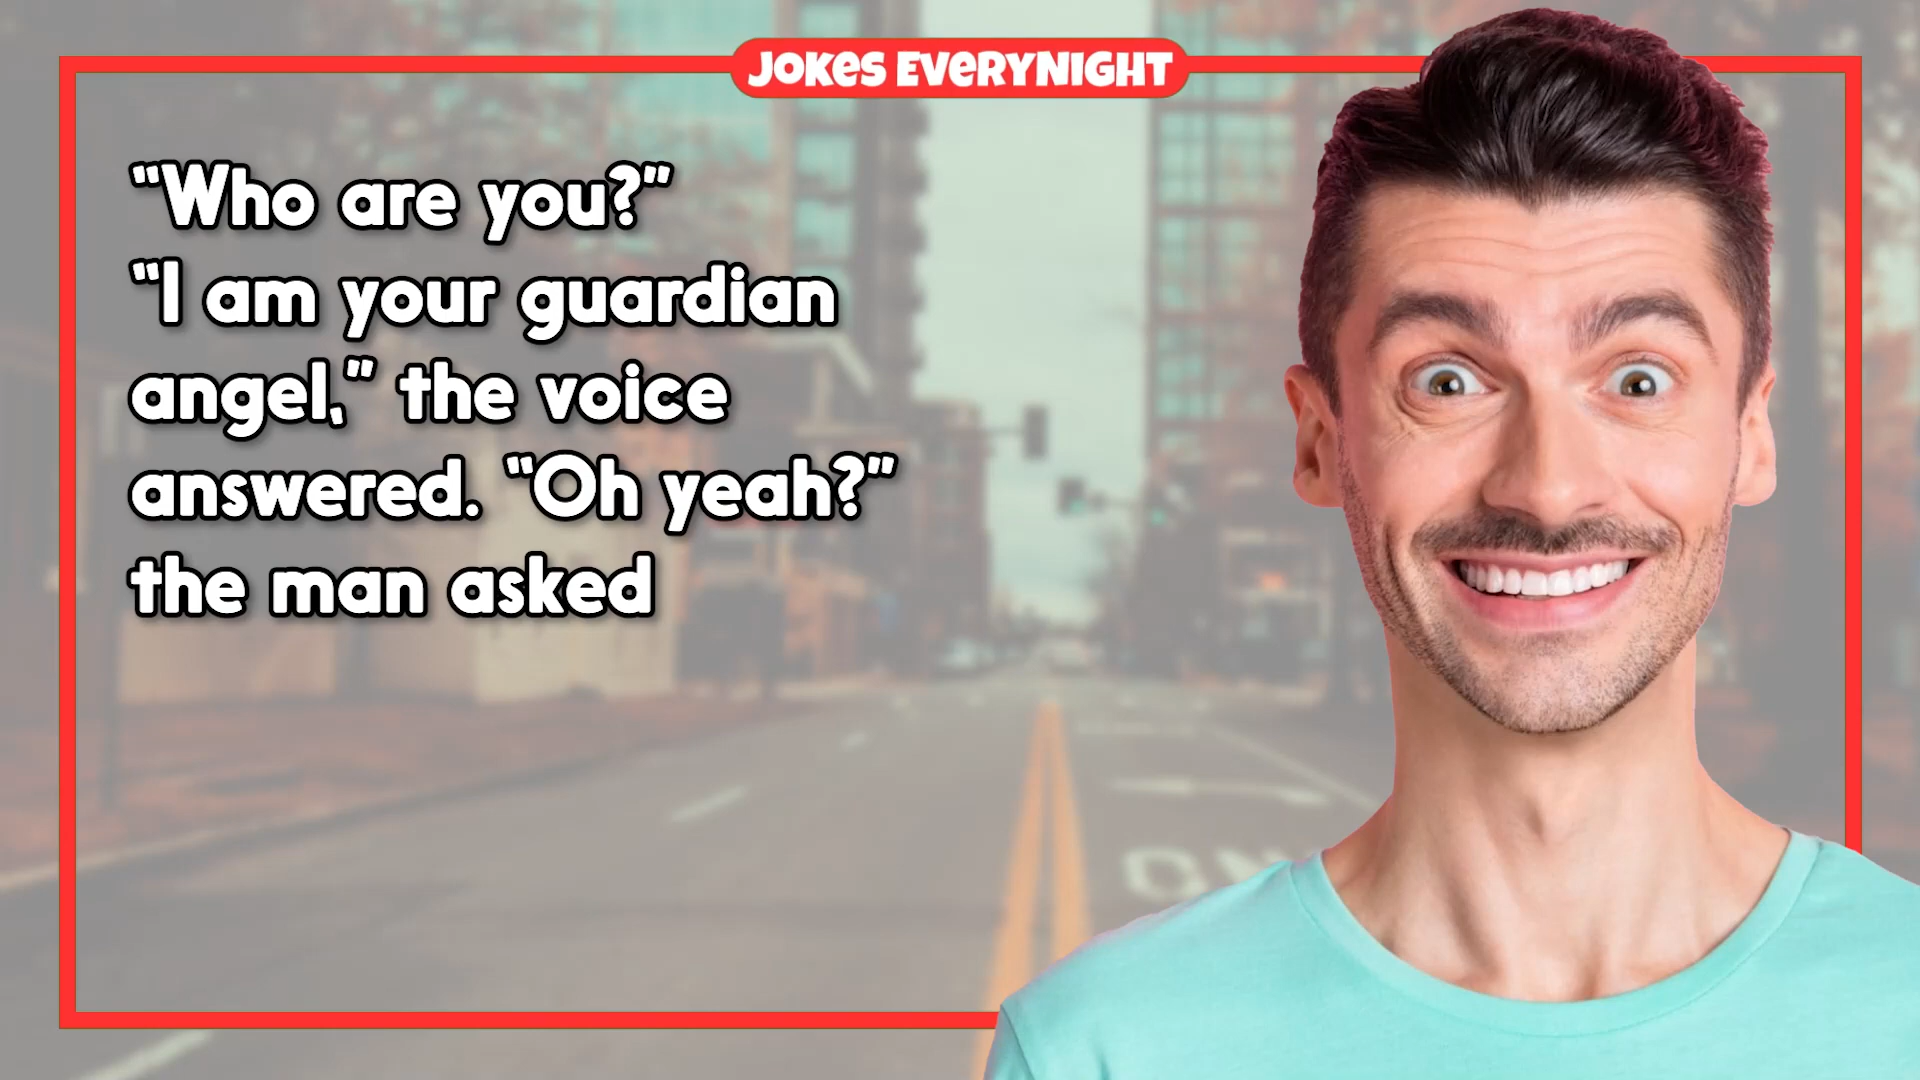 JOKES EVERYNIGHT
"Who are you?"
"I am your guardian
angel," the voice
answered. "Oh yeah?"
the man asked